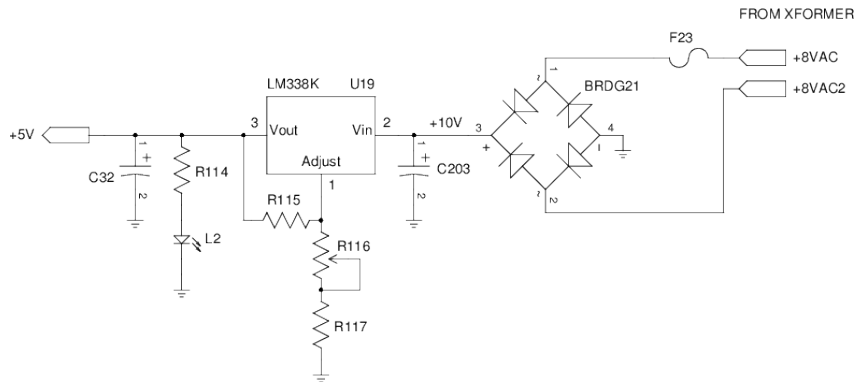 FROM XFORMER
F23
+8VAC
1
~
LM338K U19
BRDG21
+8VAC2
+5V
3 Vout
Vin 2
+10V
3
+
4
-
1
+
C32
2
R114
Adjust
1
1
+
C203
2
~
2
R115
L2
R116
R117